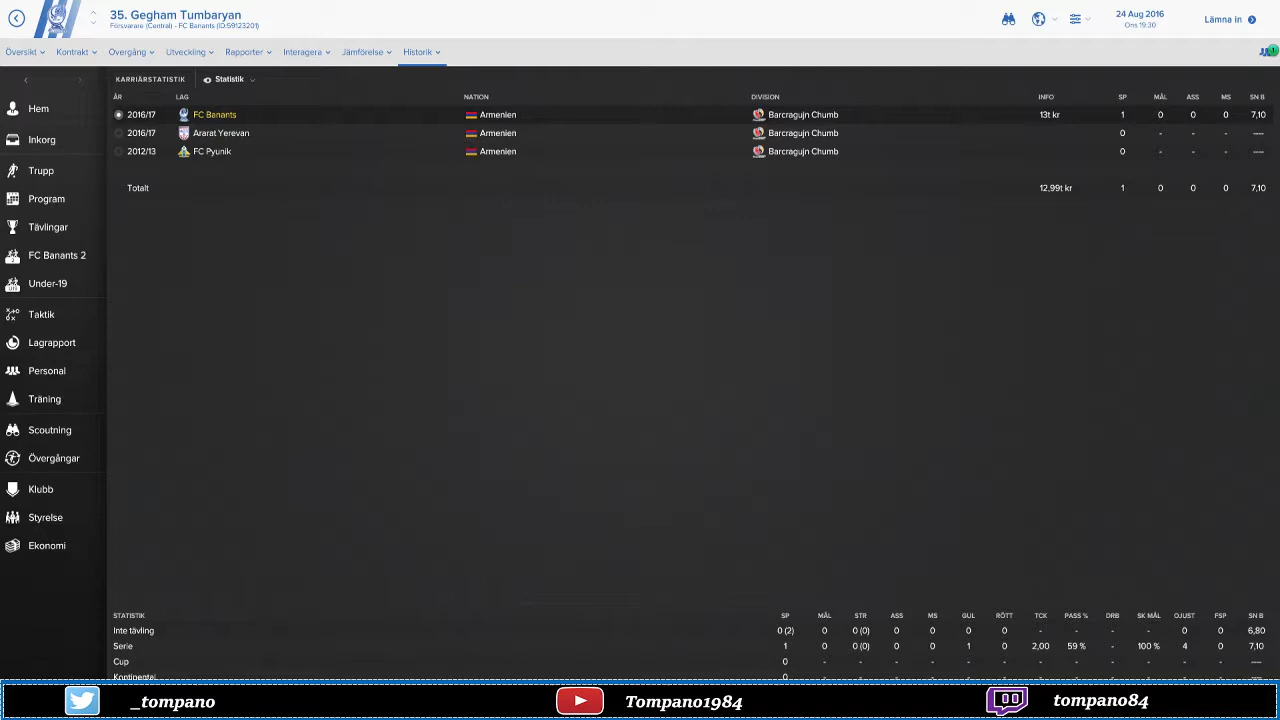 35. Gegham Tumbaryan
Försvarare (Central) - FC Banants (ID:59123201)
24 Aug 2016
Ons 19:30
Lämna in
Översikt Kontrakt Övergång Utveckling Rapporter Interagera Jämförelse Historik
1
KARRIÄRSTATISTIK Statistik
ÅR LAG NATION DIVISION INFO SP MÅL ASS MS SN B
2016/17 FC Banants Armenien Barcragujn Chumb 13t kr 1 0 0 0 7,10
2016/17 Ararat Yerevan Armenien Barcragujn Chumb 0 - - - ----
2012/13 FC Pyunik Armenien Barcragujn Chumb 0 - - - ----
Totalt 12,99t kr 1 0 0 0 7,10
Hem
Inkorg
Trupp
Program
Tävlingar
FC Banants 2
Under-19
Taktik
Lagrapport
Personal
Träning
Scoutning
Övergångar
Klubb
Styrelse
Ekonomi
STATISTIK SP MÅL STR ASS MS GUL RÖTT TCK PASS % DRB SK MÅL OJUST FSP SN B
Inte tävling 0 (2) 0 0 (0) 0 0 0 0 - - - - 0 0 6,80
Serie 1 0 0 (0) 0 0 1 0 2,00 59 % - 100 % 4 0 7,10
Cup 0 - - - - - - - - - - - - ----
Kontinental 0 - - - - - - - - - - - - ----
_tompano Tompano1984 tompano84